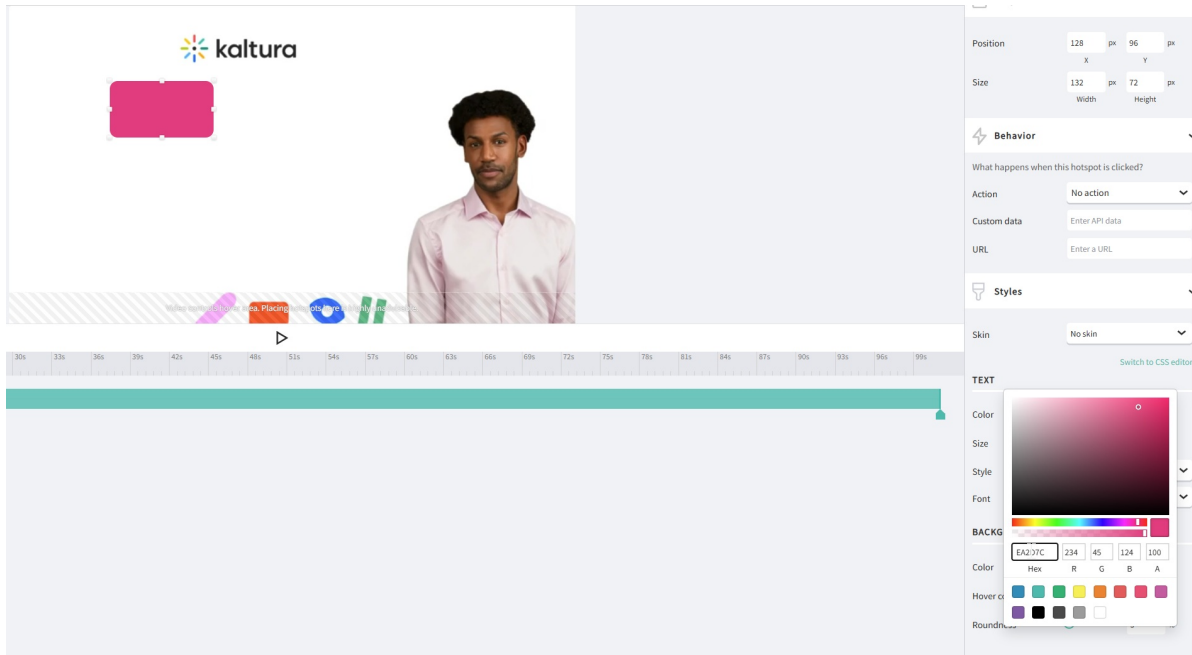 kaltura
Position 128 px 96 px
X Y
Size 132 px 72 px
Width Height
Behavior
What happens when this hotspot is clicked?
Action No action
Custom data Enter API data
URL Enter a URL
Styles
Skin No skin
Switch to CSS editor
TEXT
Color
Size
Style
Font
BACKG
EA2D7C 234 45 124 100
Hex R G B A
Color
Hover co
Roundness
area. Placing
30s 33s 36s 39s 42s 45s 48s 51s 54s 57s 60s 63s 66s 69s 72s 75s 78s 81s 84s 87s 90s 93s 96s 99s